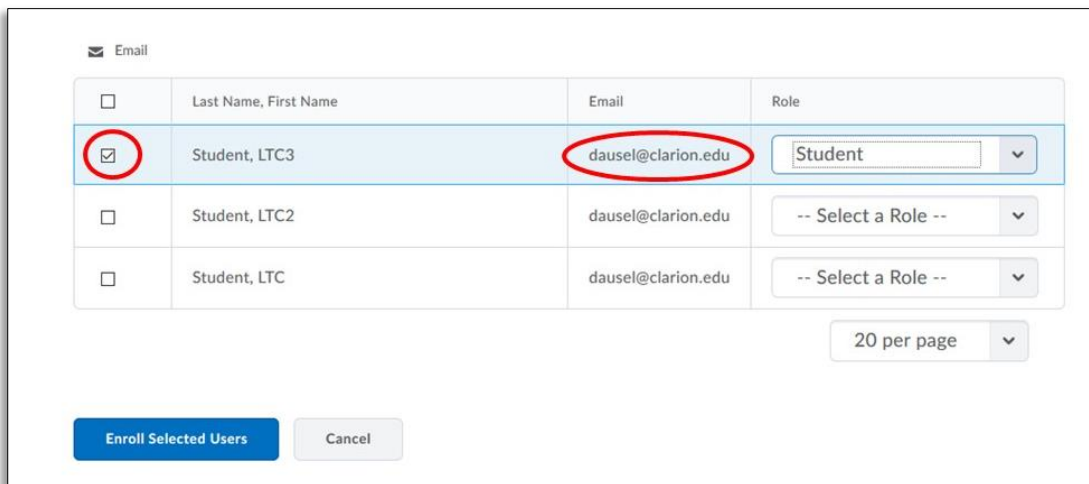 Email
Last Name, First Name Email Role
Student, LTC3 dausel@clarion.edu Student
Student, LTC2 dausel@clarion.edu -- Select a Role --
Student, LTC dausel@clarion.edu -- Select a Role --
20 per page
Enroll Selected Users Cancel